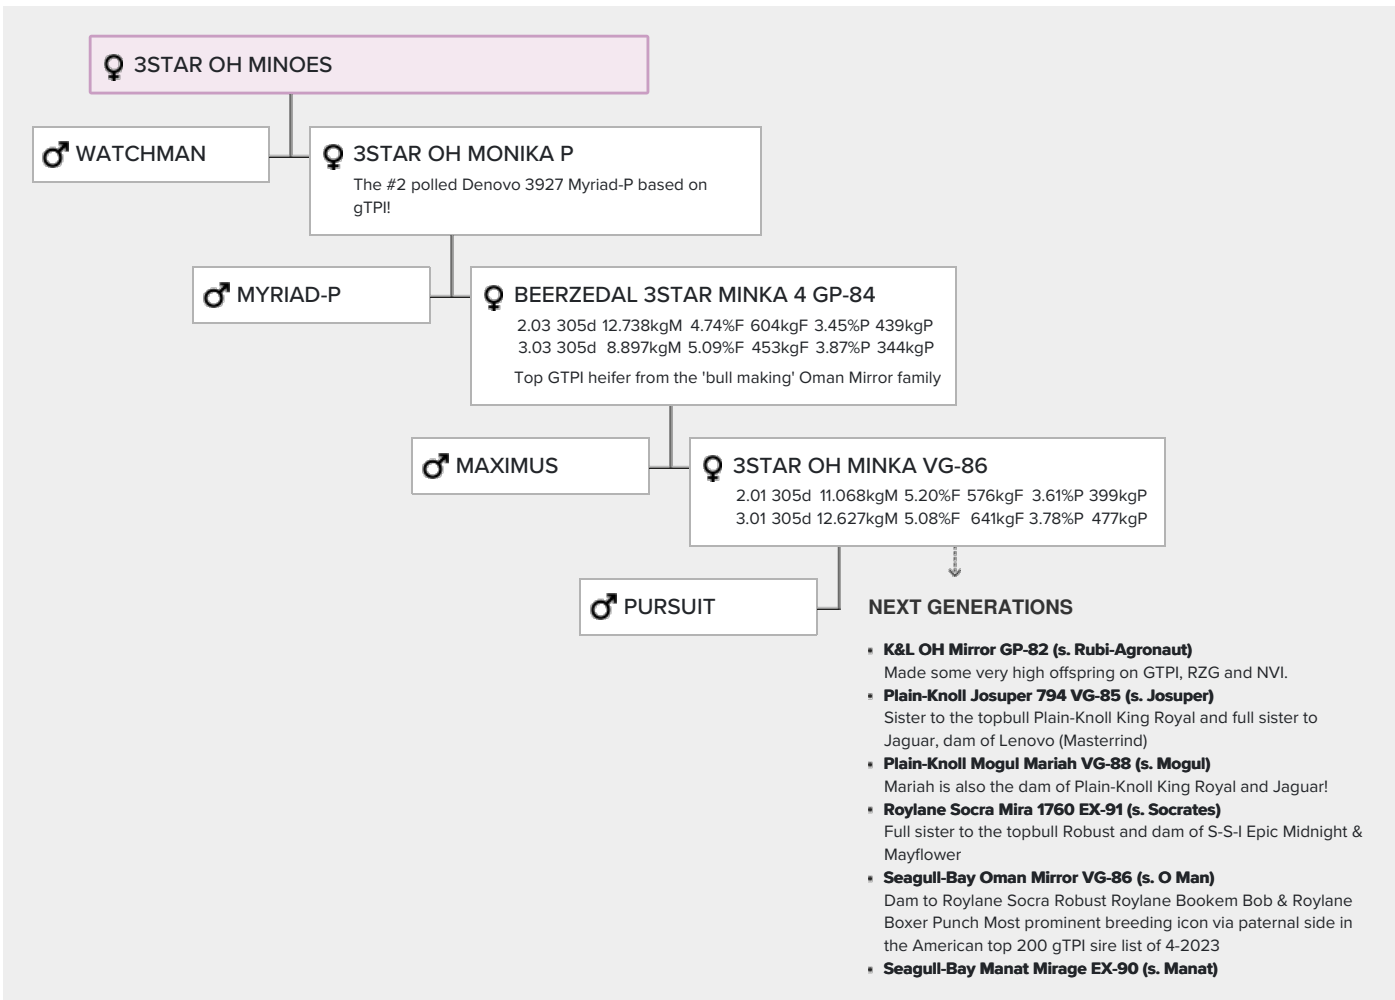 3STAR OH MINOES
WATCHMAN
3STAR OH MONIKA P
The #2 polled Denovo 3927 Myriad-P based on
gTPI!
MYRIAD-P
BEERZEDAL 3STAR MINKA 4 GP-84
2.03 305d 12.738kgM 4.74%F 604kgF 3.45%P 439kgP
3.03 305d 8.897kgM 5.09%F 453kgF 3.87%P 344kgP
Top GTPI heifer from the 'bull making' Oman Mirror family
MAXIMUS
3STAR OH MINKA VG-86
2.01 305d 11.068kgM 5.20%F 576kgF 3.61%P 399kgP
3.01 305d 12.627kgM 5.08%F 641kgF 3.78%P 477kgP
PURSUIT
NEXT GENERATIONS
K&L OH Mirror GP-82 (s. Rubi-Agronaut)
Made some very high offspring on GTPI, RZG and NVI.
Plain-Knoll Josuper 794 VG-85 (s. Josuper)
Sister to the topbull Plain-Knoll King Royal and full sister to
Jaguar, dam of Lenovo (Masterrind)
Plain-Knoll Mogul Mariah VG-88 (s. Mogul)
Mariah is also the dam of Plain-Knoll King Royal and Jaguar!
Roylane Socra Mira 1760 EX-91 (s. Socrates)
Full sister to the topbull Robust and dam of S-S-I Epic Midnight &
Mayflower
Seagull-Bay Oman Mirror VG-86 (s. O Man)
Dam to Roylane Socra Robust Roylane Bookem Bob & Roylane
Boxer Punch Most prominent breeding icon via paternal side in
the American top 200 gTPI sire list of 4-2023
Seagull-Bay Manat Mirage EX-90 (s. Manat)